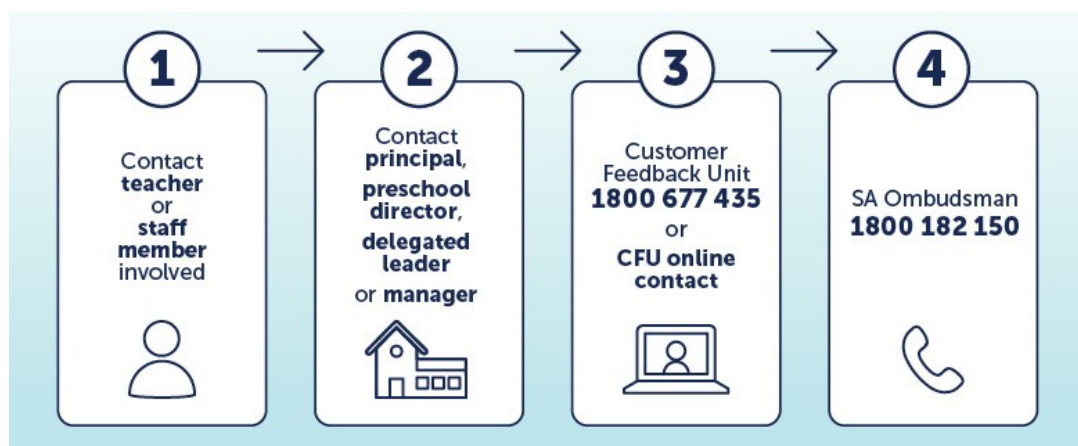 1
Contact
teacher
or
staff
member
involved
2
Contact
principal,
preschool
director,
delegated
leader
or manager
3
Customer
Feedback Unit
1800 677 435
or
CFU online
contact
4
SA Ombudsman
1800 182 150